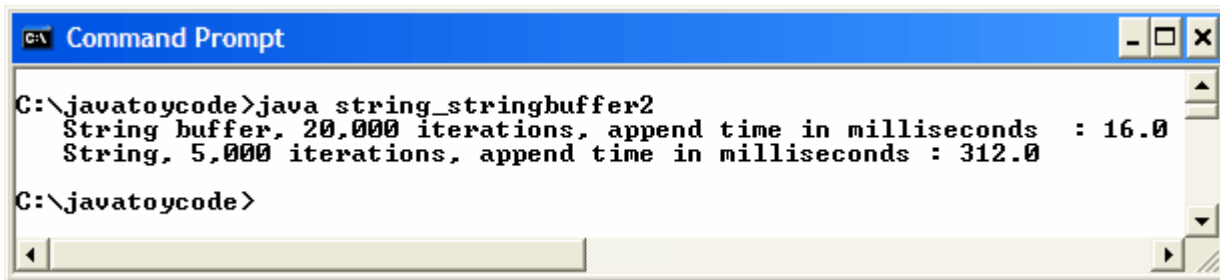 Command Prompt
C:\javatoycode>java string_stringbuffer2
String buffer, 20,000 iterations, append time in milliseconds : 16.0
String, 5,000 iterations, append time in milliseconds : 312.0
C:\javatoycode>